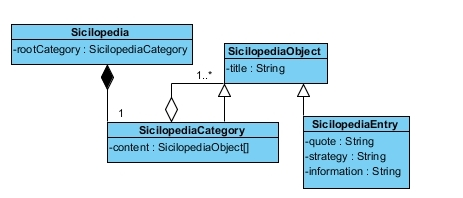 Sicilopedia
-rootCategory : SicilopediaCategory
SicilopediaObject
-title : String
1..*
1
SicilopediaCategory
-content : SicilopediaObject[]
SicilopediaEntry
-quote : String
-strategy : String
-information : String